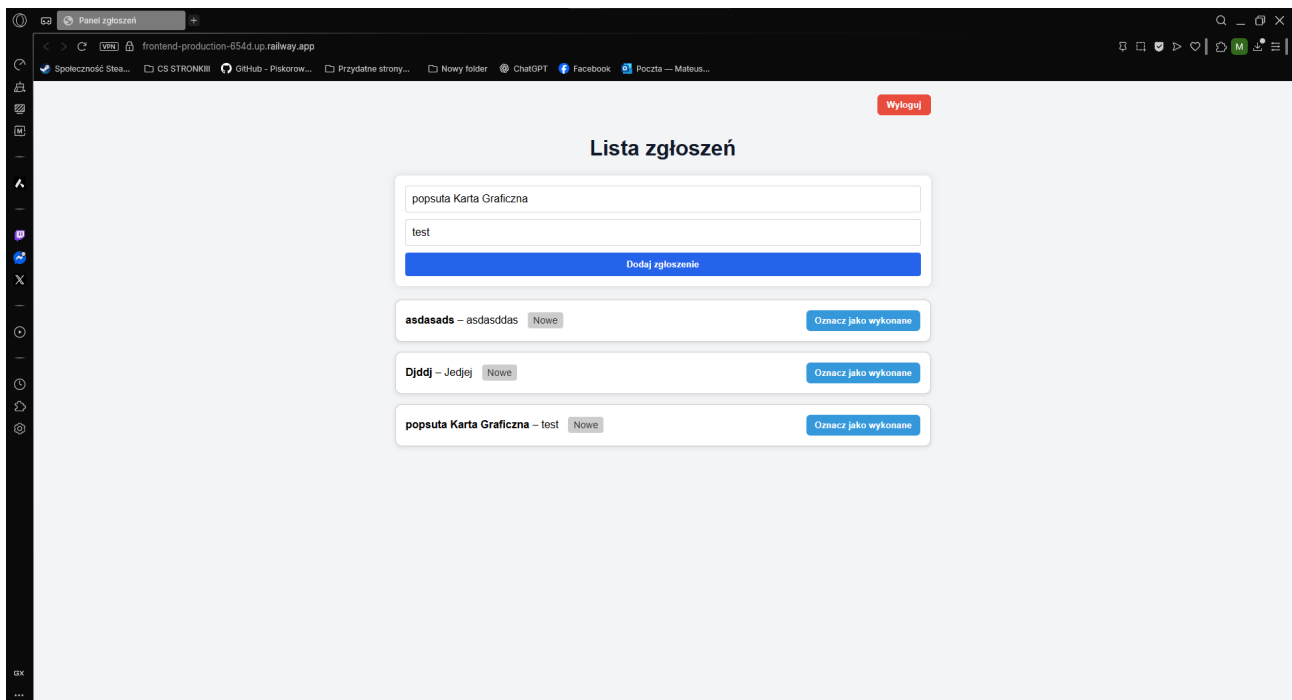 Panel zgłoszeń
VPN frontend-production-654d.up.railway.app M
Społeczność Stea... CS STRONKIII GitHub - Piskorow... Przydatne strony... Nowy folder ChatGPT Facebook Poczta — Mateus...
M
Wyloguj
Lista zgłoszeń
popsuta Karta Graficzna
test
Dodaj zgłoszenie
asdasads – asdasddas Nowe Oznacz jako wykonane
Djddj – Jedjej Nowe Oznacz jako wykonane
popsuta Karta Graficzna – test Nowe Oznacz jako wykonane
GX